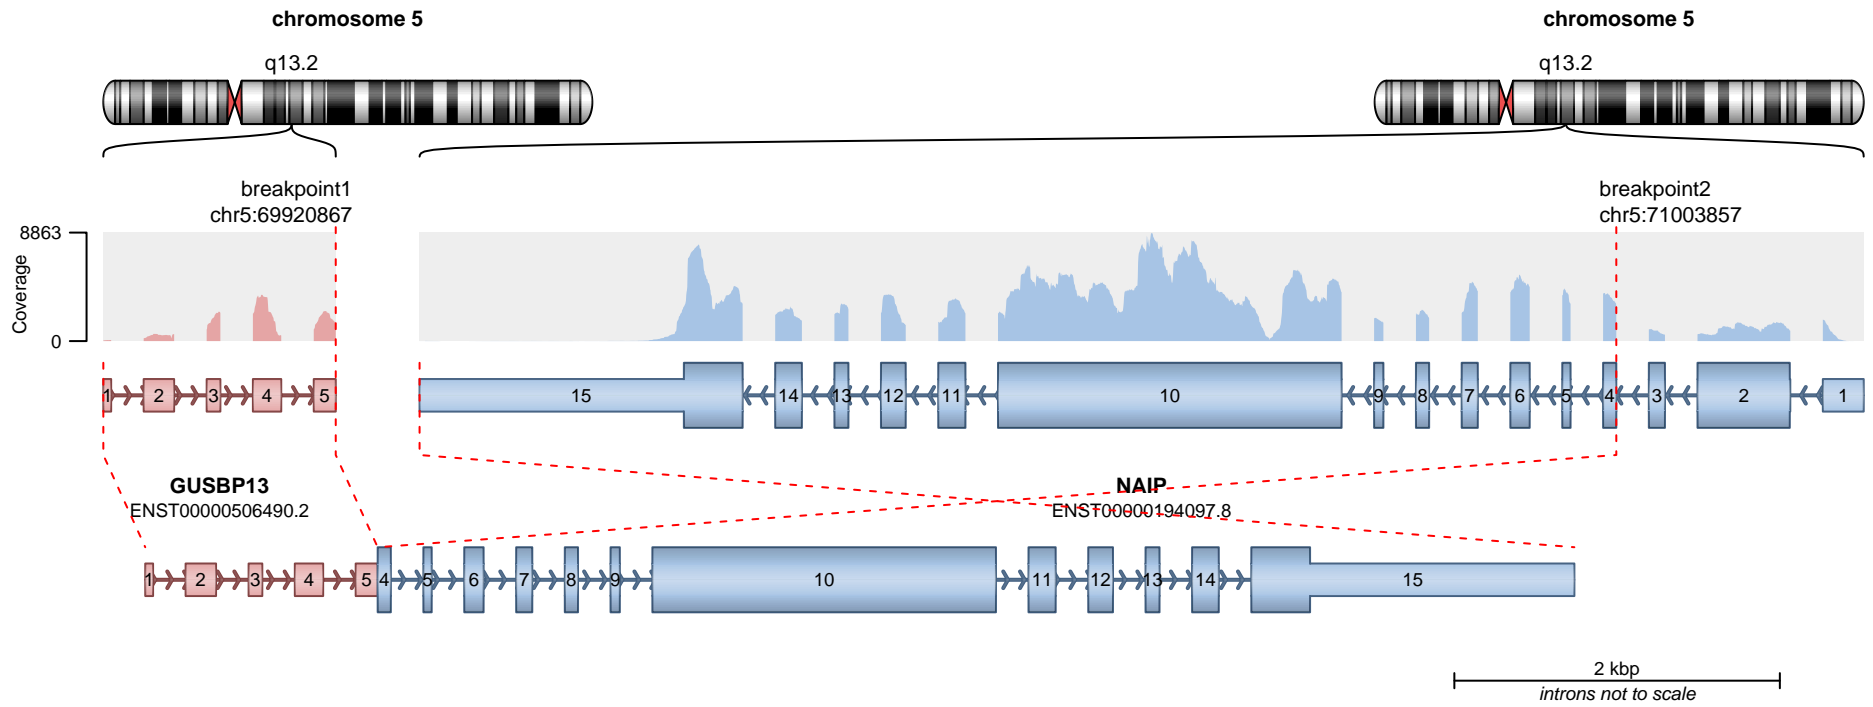 chromosome 5 chromosome 5
q13.2 q13.2
breakpoint1 breakpoint2
chr5:69920867 chr5:71003857
8863
Coverage
0
1 2 3 4 5 15 14 13 12 11 10 9 8 7 6 5 4 3 2 1
GUSBP13 NAIP
ENST00000506490.2 ENST00000194097.8
1 2 3 4 5 4 5 6 7 8 9 10 11 12 13 14 15
2 kbp
introns not to scale